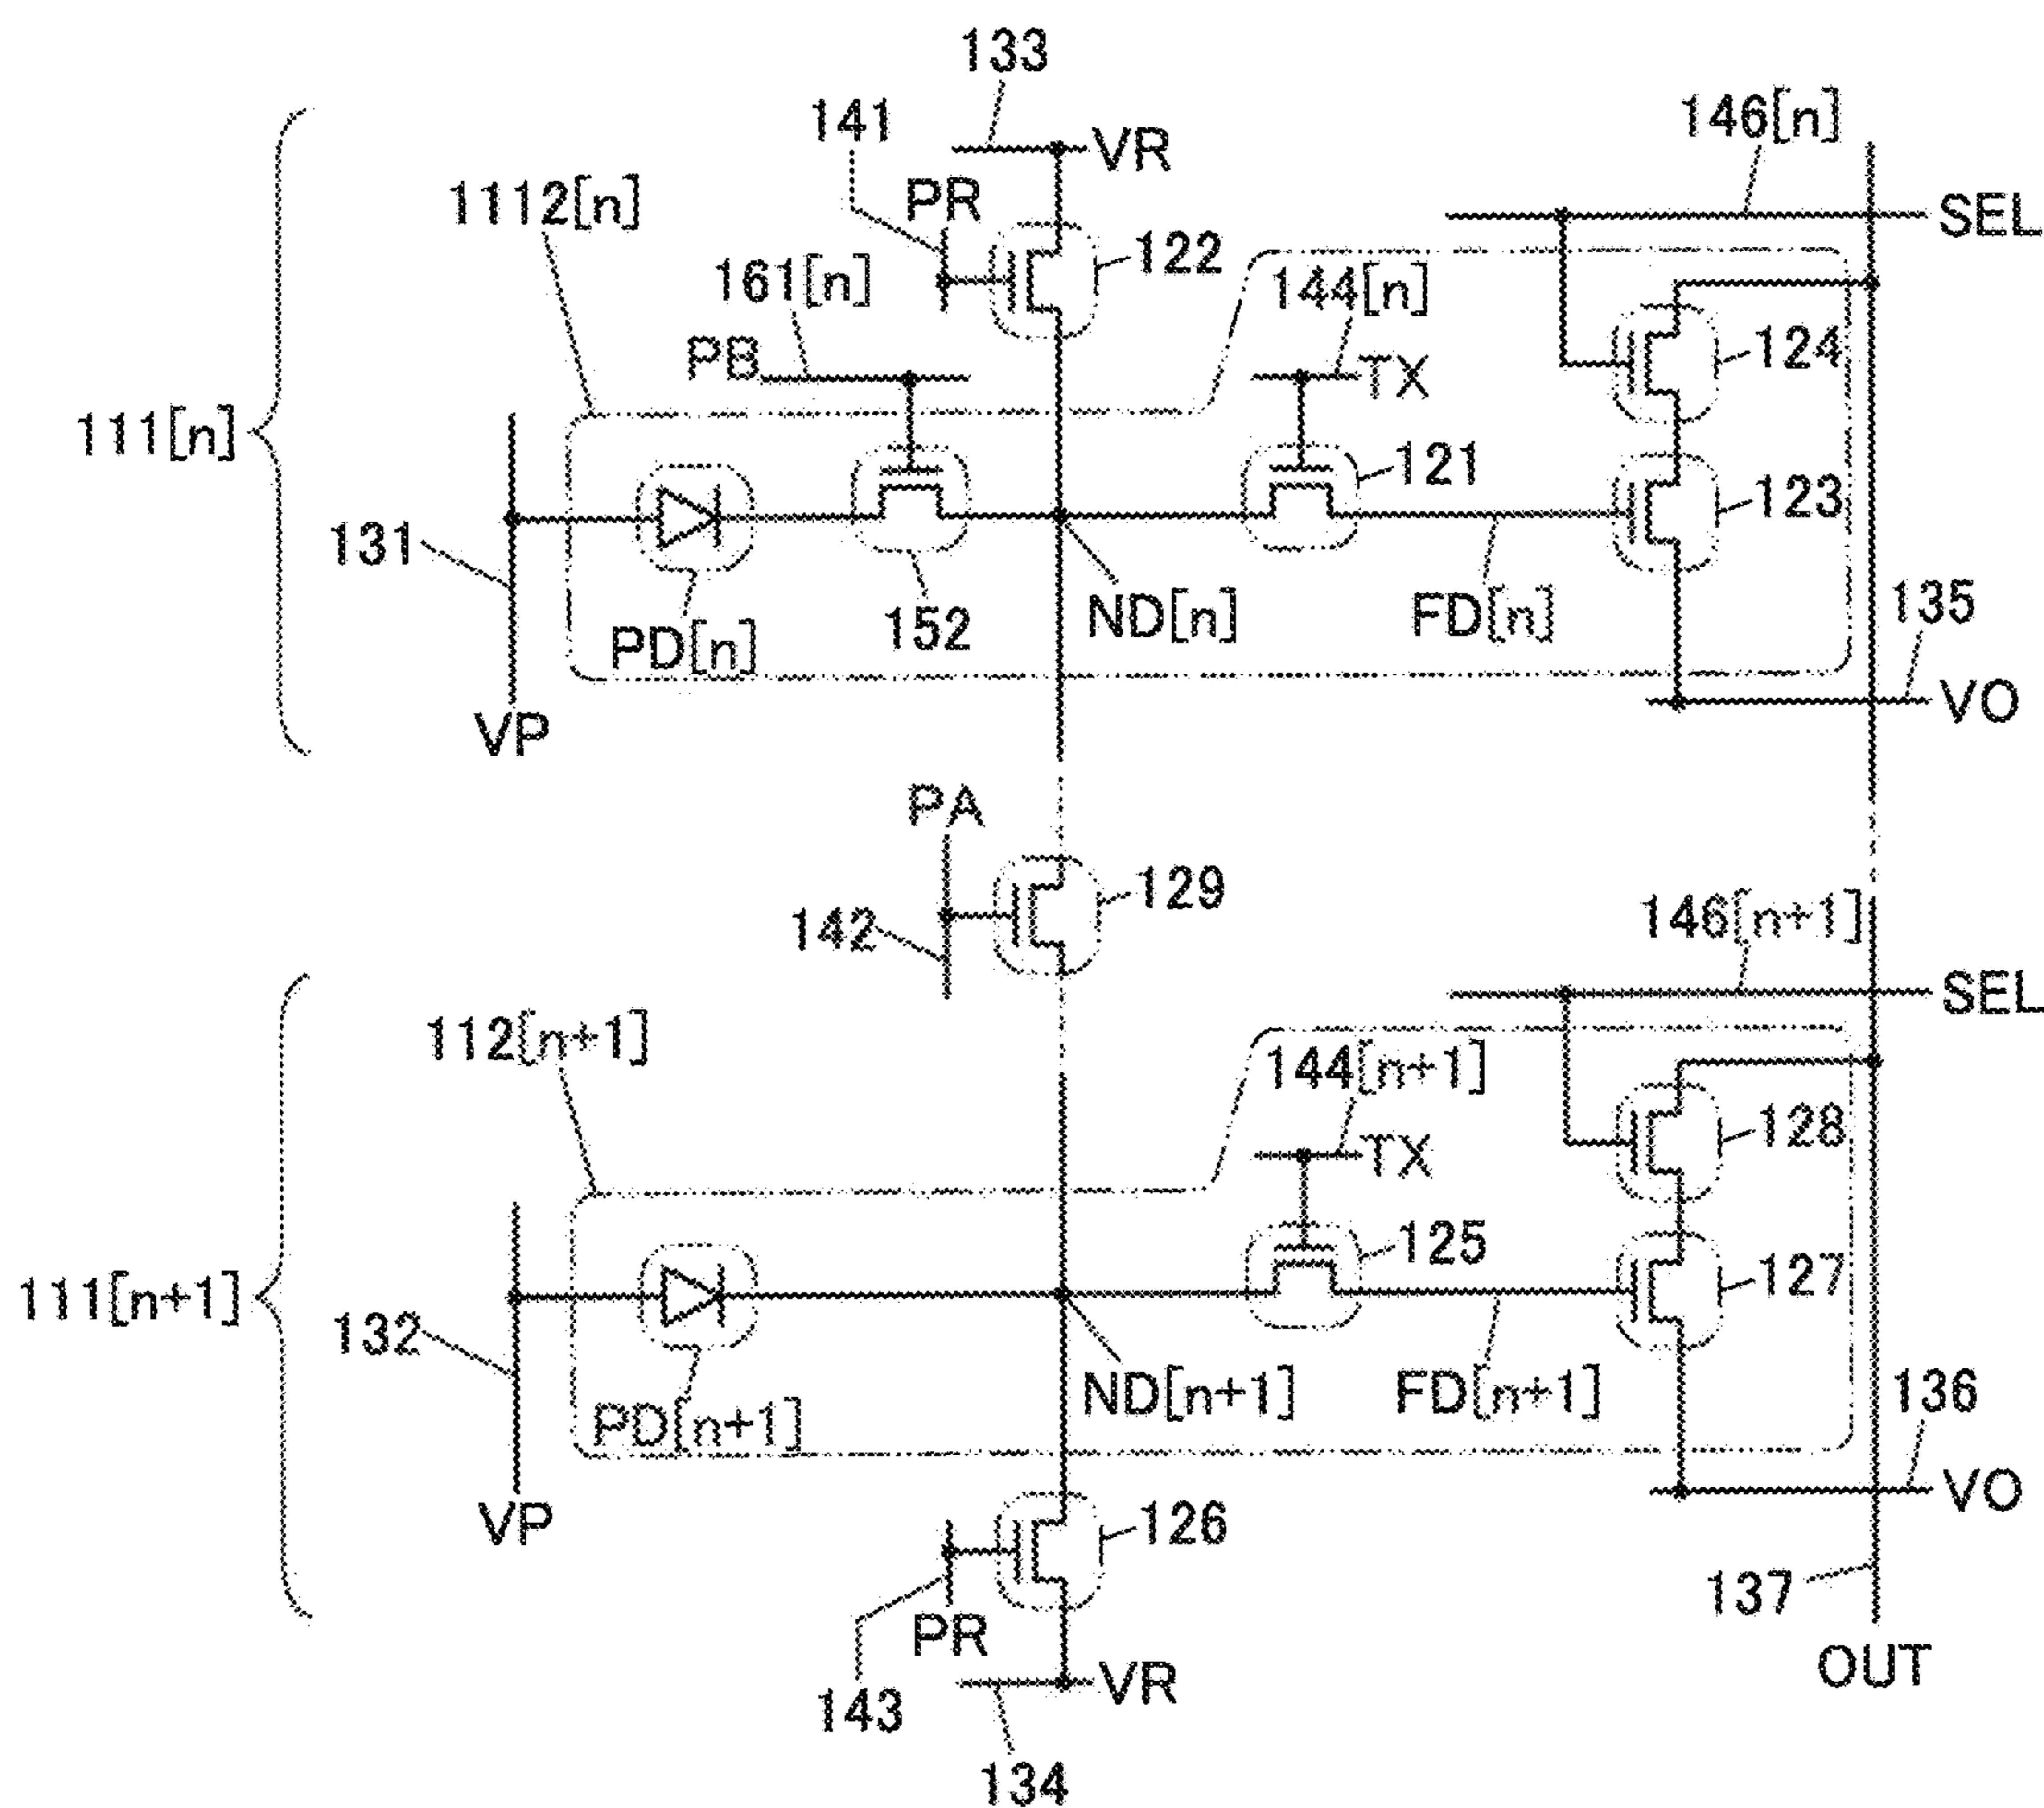 133
141
VR
146[n]
PR
SEL
1112[n]
122
161[n]
144[n]
PB
TX
124
111[n]
121
123
131
PD[n]
152
ND[n]
FD[n]
135
VO
VP
PA
129
142
146[n+1]
SEL
112[n+1]
144[n+1]
TX
128
125
111[n+1]
127
132
PD[n+1]
ND[n+1]
FD[n+1]
136
VO
VP
126
137
PR
OUT
VR
143
134